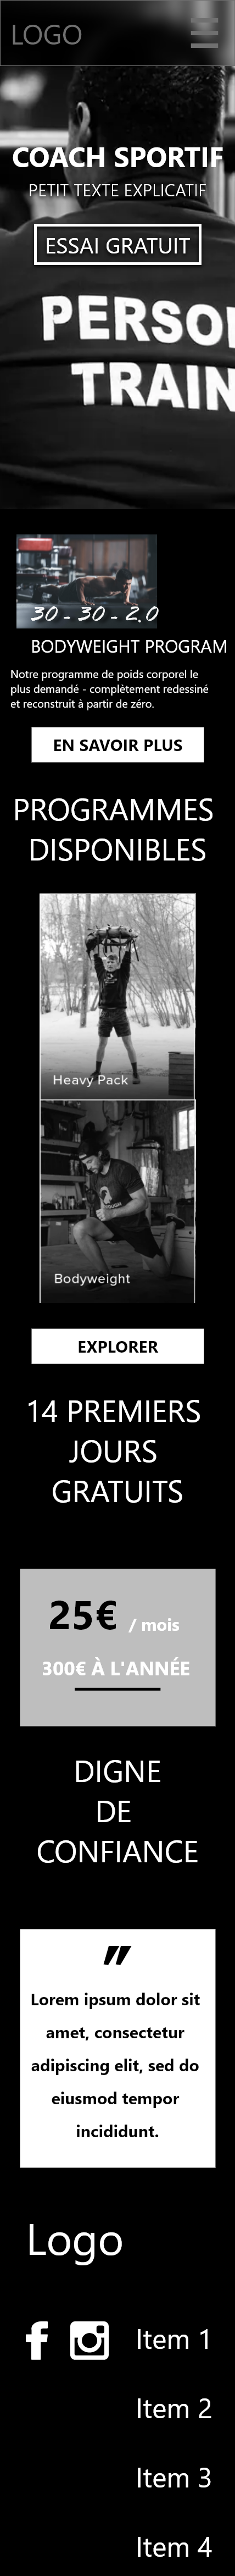 LOGO
COACH SPORTIF
PETIT TEXTE EXPLICATIF
ESSAI GRATUIT
PERSO
TRAIN
30 - 30 - 2.0
BODYWEIGHT PROGRAM
Notre programme de poids corporel le
plus demandé - complètement redessiné
et reconstruit à partir de zéro.
EN SAVOIR PLUS
PROGRAMMES
DISPONIBLES
Heavy Pack
Bodyweight
EXPLORER
14 PREMIERS
JOURS
GRATUITS
25€ / mois
300€ À L'ANNÉE
DIGNE
DE
CONFIANCE
"
Lorem ipsum dolor sit
amet, consectetur
adipiscing elit, sed do
eiusmod tempor
incididunt.
Logo
Item 1
Item 2
Item 3
Item 4